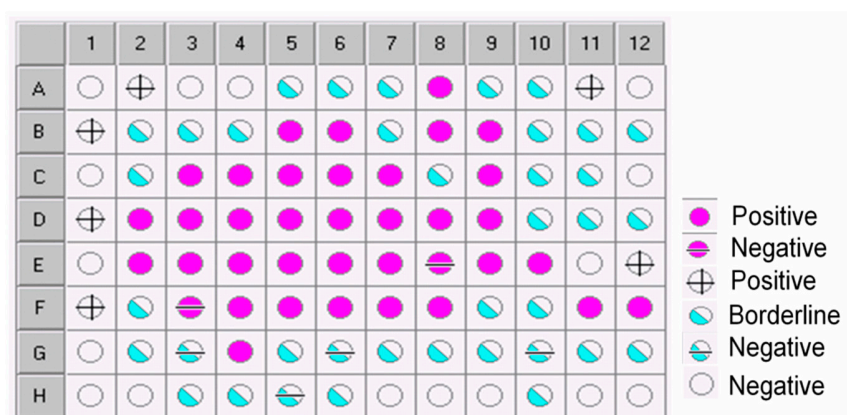 1 2 3 4 5 6 7 8 9 10 11 12
A
B
C
D
E
F
G
H
Positive
Negative
Positive
Borderline
Negative
Negative